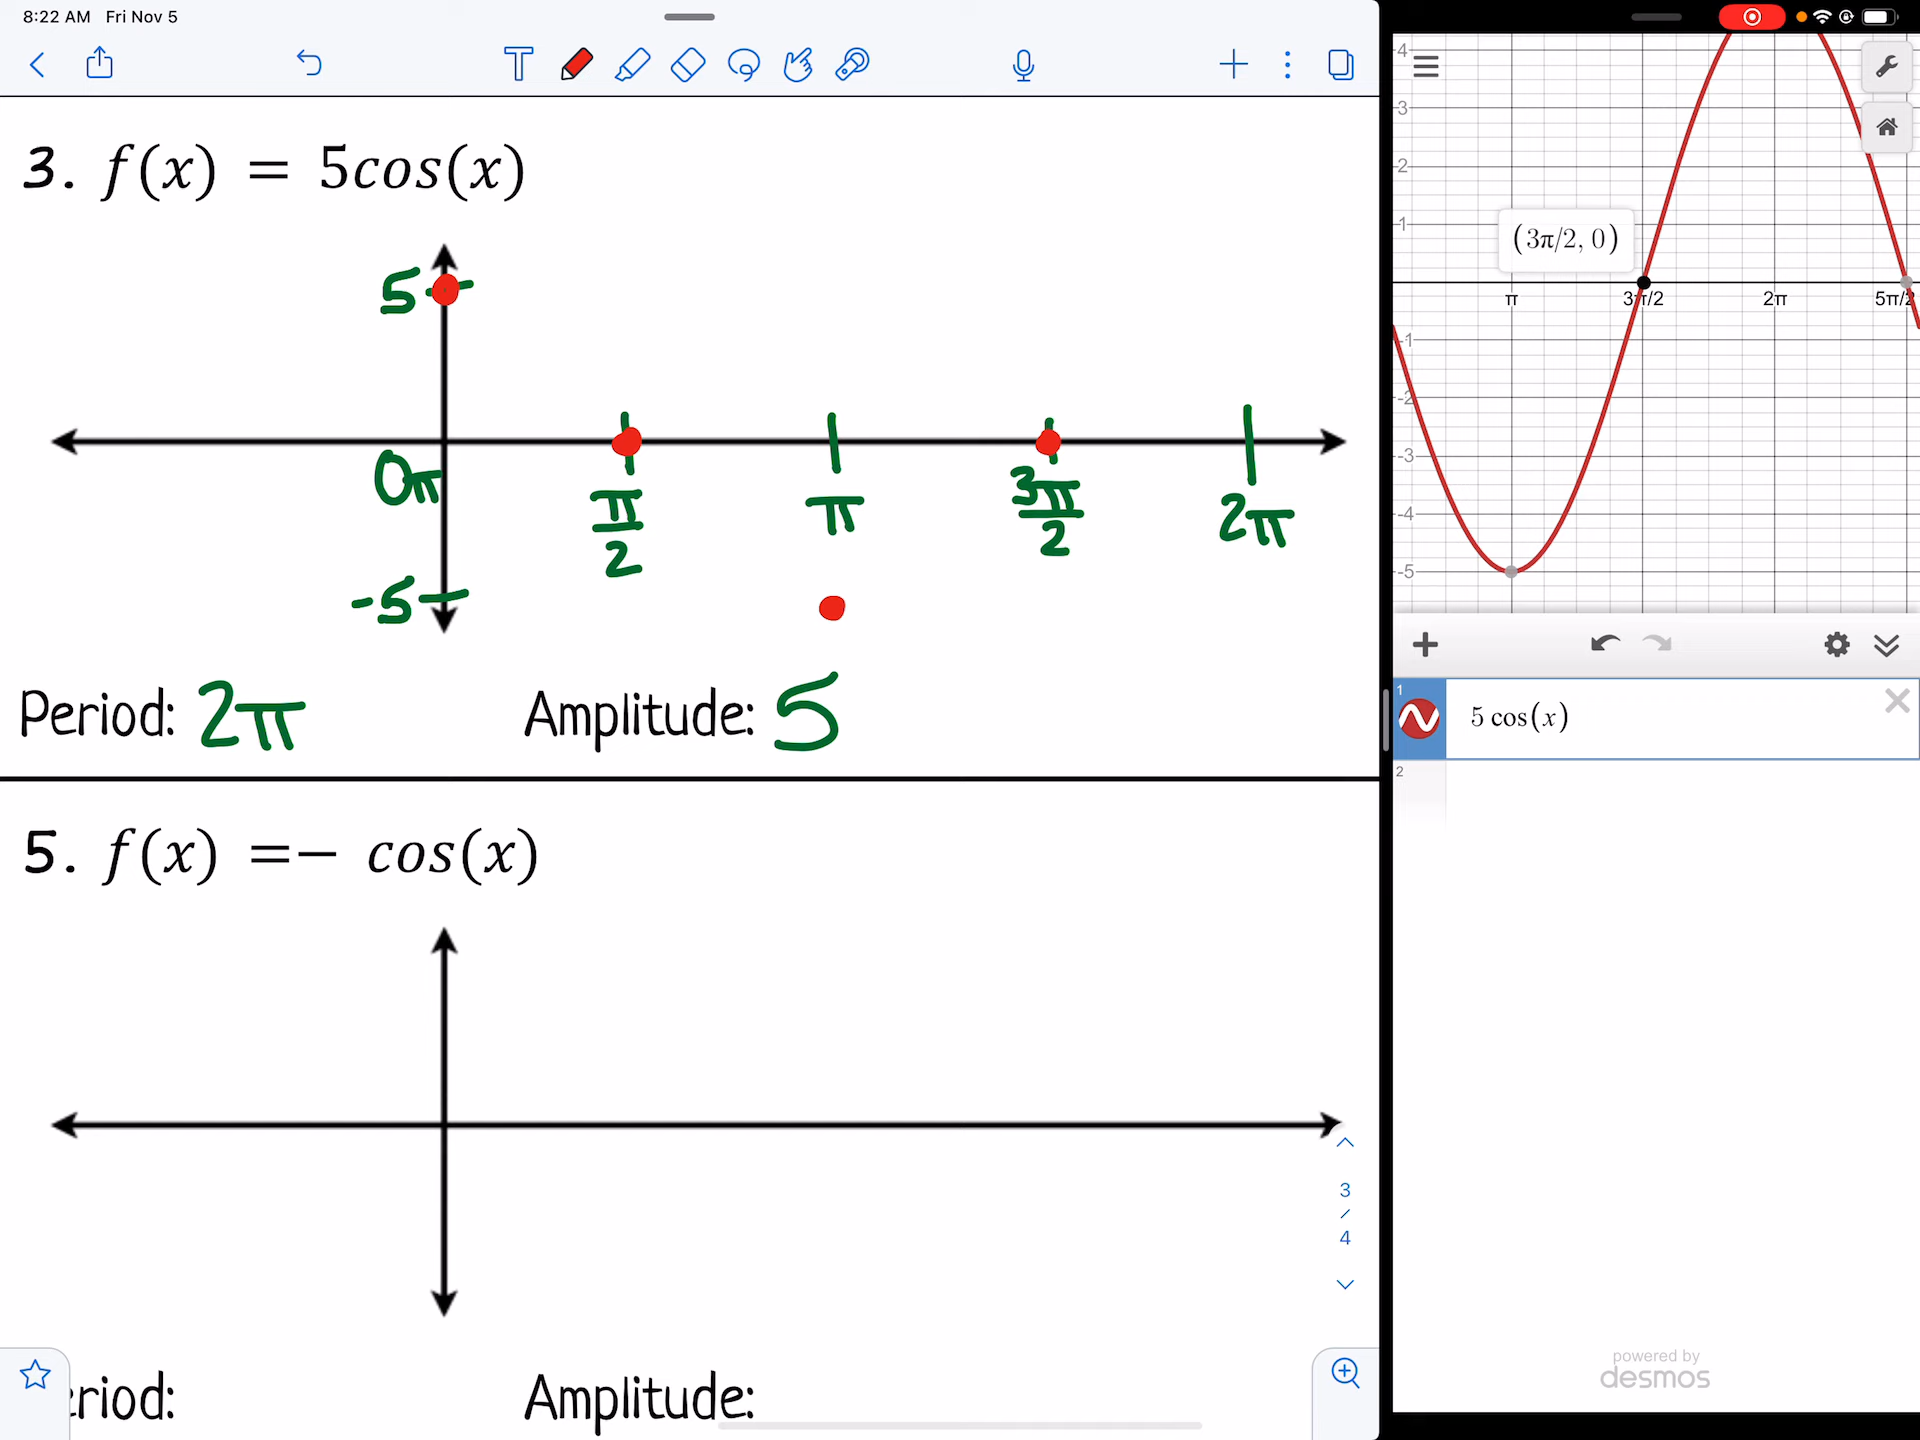 8:22 AM Fri Nov 5
T
3. f(x) = 5cos(x)
5
0π
π/2
π
3π/2
2π
-5
Period: 2π Amplitude: 5
5. f(x) =− cos(x)
3
/
4
eriod: Amplitude:
4
3
2
1
(3π/2, 0)
π 3π/2 2π 5π/2
-1
-2
-3
-4
-5
1
5 cos(x)
2
powered by
desmos